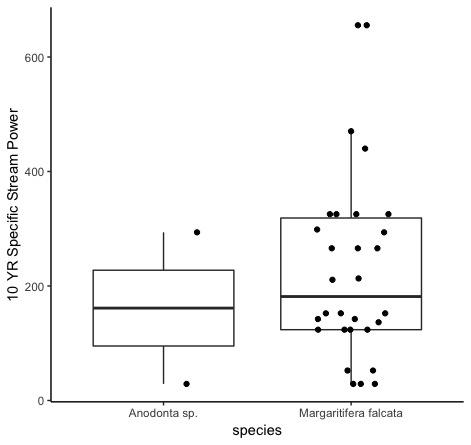 10 YR Specific Stream Power
600
400
200
0
Anodonta sp.
Margaritifera falcata
species